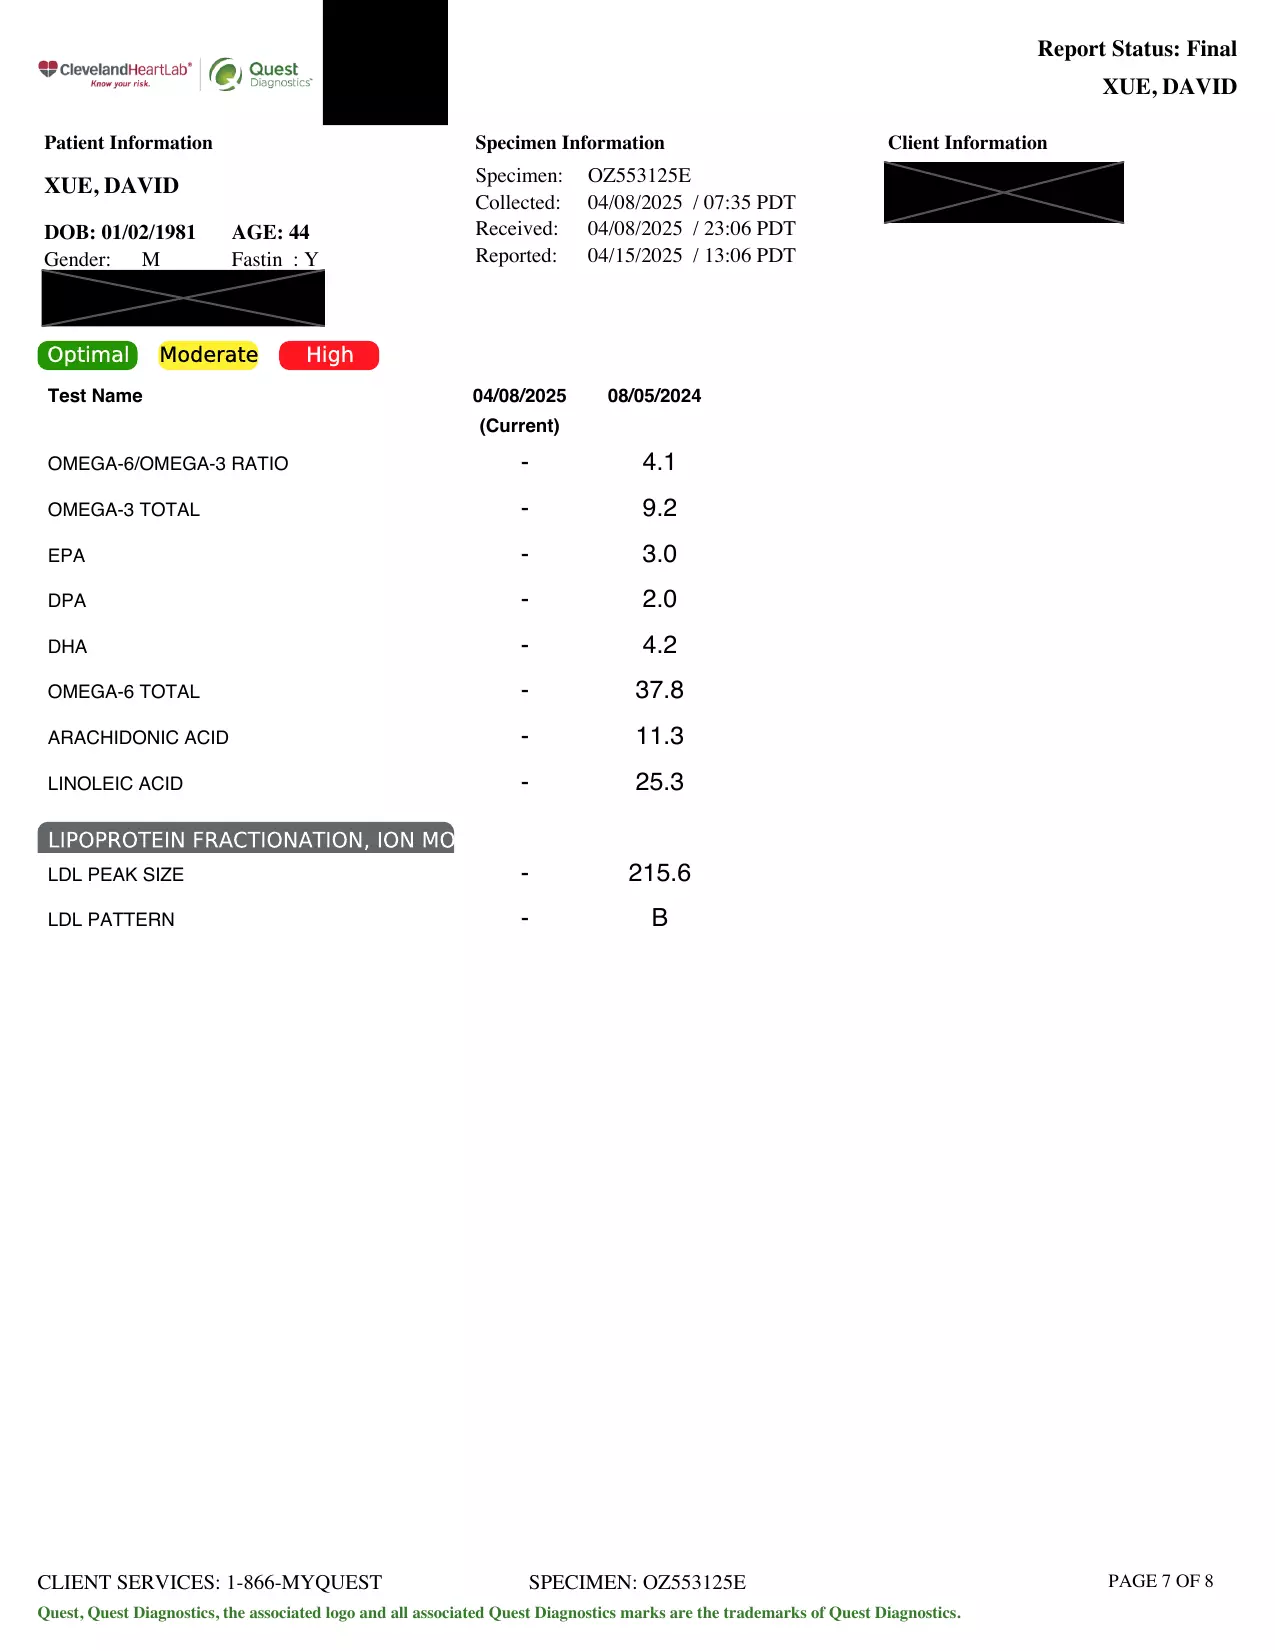 ClevelandHeartLab®
Know your risk.
Quest
Diagnostics™
Report Status: Final
XUE, DAVID
Patient Information
Specimen Information
Client Information
XUE, DAVID
DOB: 01/02/1981 AGE: 44
Gender: M Fastin : Y
Specimen: OZ553125E
Collected: 04/08/2025 / 07:35 PDT
Received: 04/08/2025 / 23:06 PDT
Reported: 04/15/2025 / 13:06 PDT
Optimal Moderate High
Test Name 04/08/2025 08/05/2024
(Current)
OMEGA-6/OMEGA-3 RATIO - 4.1
OMEGA-3 TOTAL - 9.2
EPA - 3.0
DPA - 2.0
DHA - 4.2
OMEGA-6 TOTAL - 37.8
ARACHIDONIC ACID - 11.3
LINOLEIC ACID - 25.3
LIPOPROTEIN FRACTIONATION, ION MO
LDL PEAK SIZE - 215.6
LDL PATTERN - B
CLIENT SERVICES: 1-866-MYQUEST SPECIMEN: OZ553125E PAGE 7 OF 8
Quest, Quest Diagnostics, the associated logo and all associated Quest Diagnostics marks are the trademarks of Quest Diagnostics.